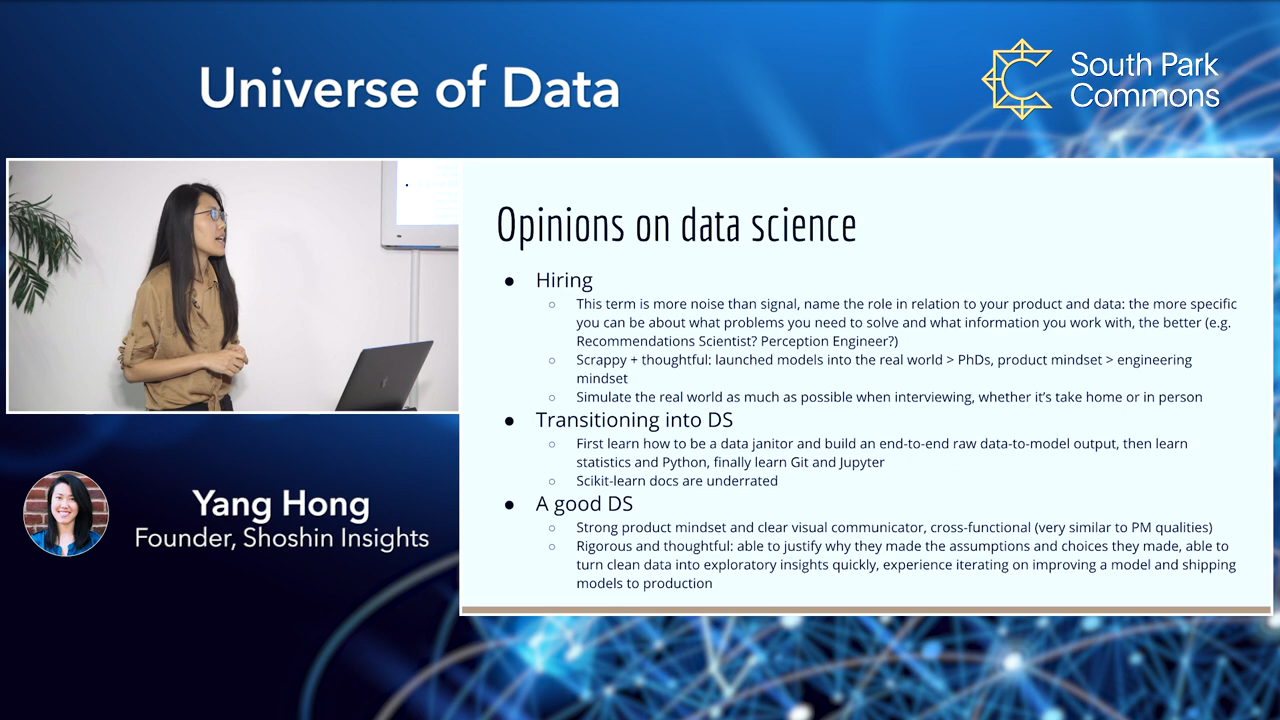 Universe of Data
South Park
Commons
Opinions on data science
● Hiring
○ This term is more noise than signal, name the role in relation to your product and data: the more specific
you can be about what problems you need to solve and what information you work with, the better (e.g.
Recommendations Scientist? Perception Engineer?)
○ Scrappy + thoughtful: launched models into the real world > PhDs, product mindset > engineering
mindset
○ Simulate the real world as much as possible when interviewing, whether it's take home or in person
● Transitioning into DS
○ First learn how to be a data janitor and build an end-to-end raw data-to-model output, then learn
statistics and Python, finally learn Git and Jupyter
○ Scikit-learn docs are underrated
● A good DS
○ Strong product mindset and clear visual communicator, cross-functional (very similar to PM qualities)
○ Rigorous and thoughtful: able to justify why they made the assumptions and choices they made, able to
turn clean data into exploratory insights quickly, experience iterating on improving a model and shipping
models to production
Yang Hong
Founder, Shoshin Insights